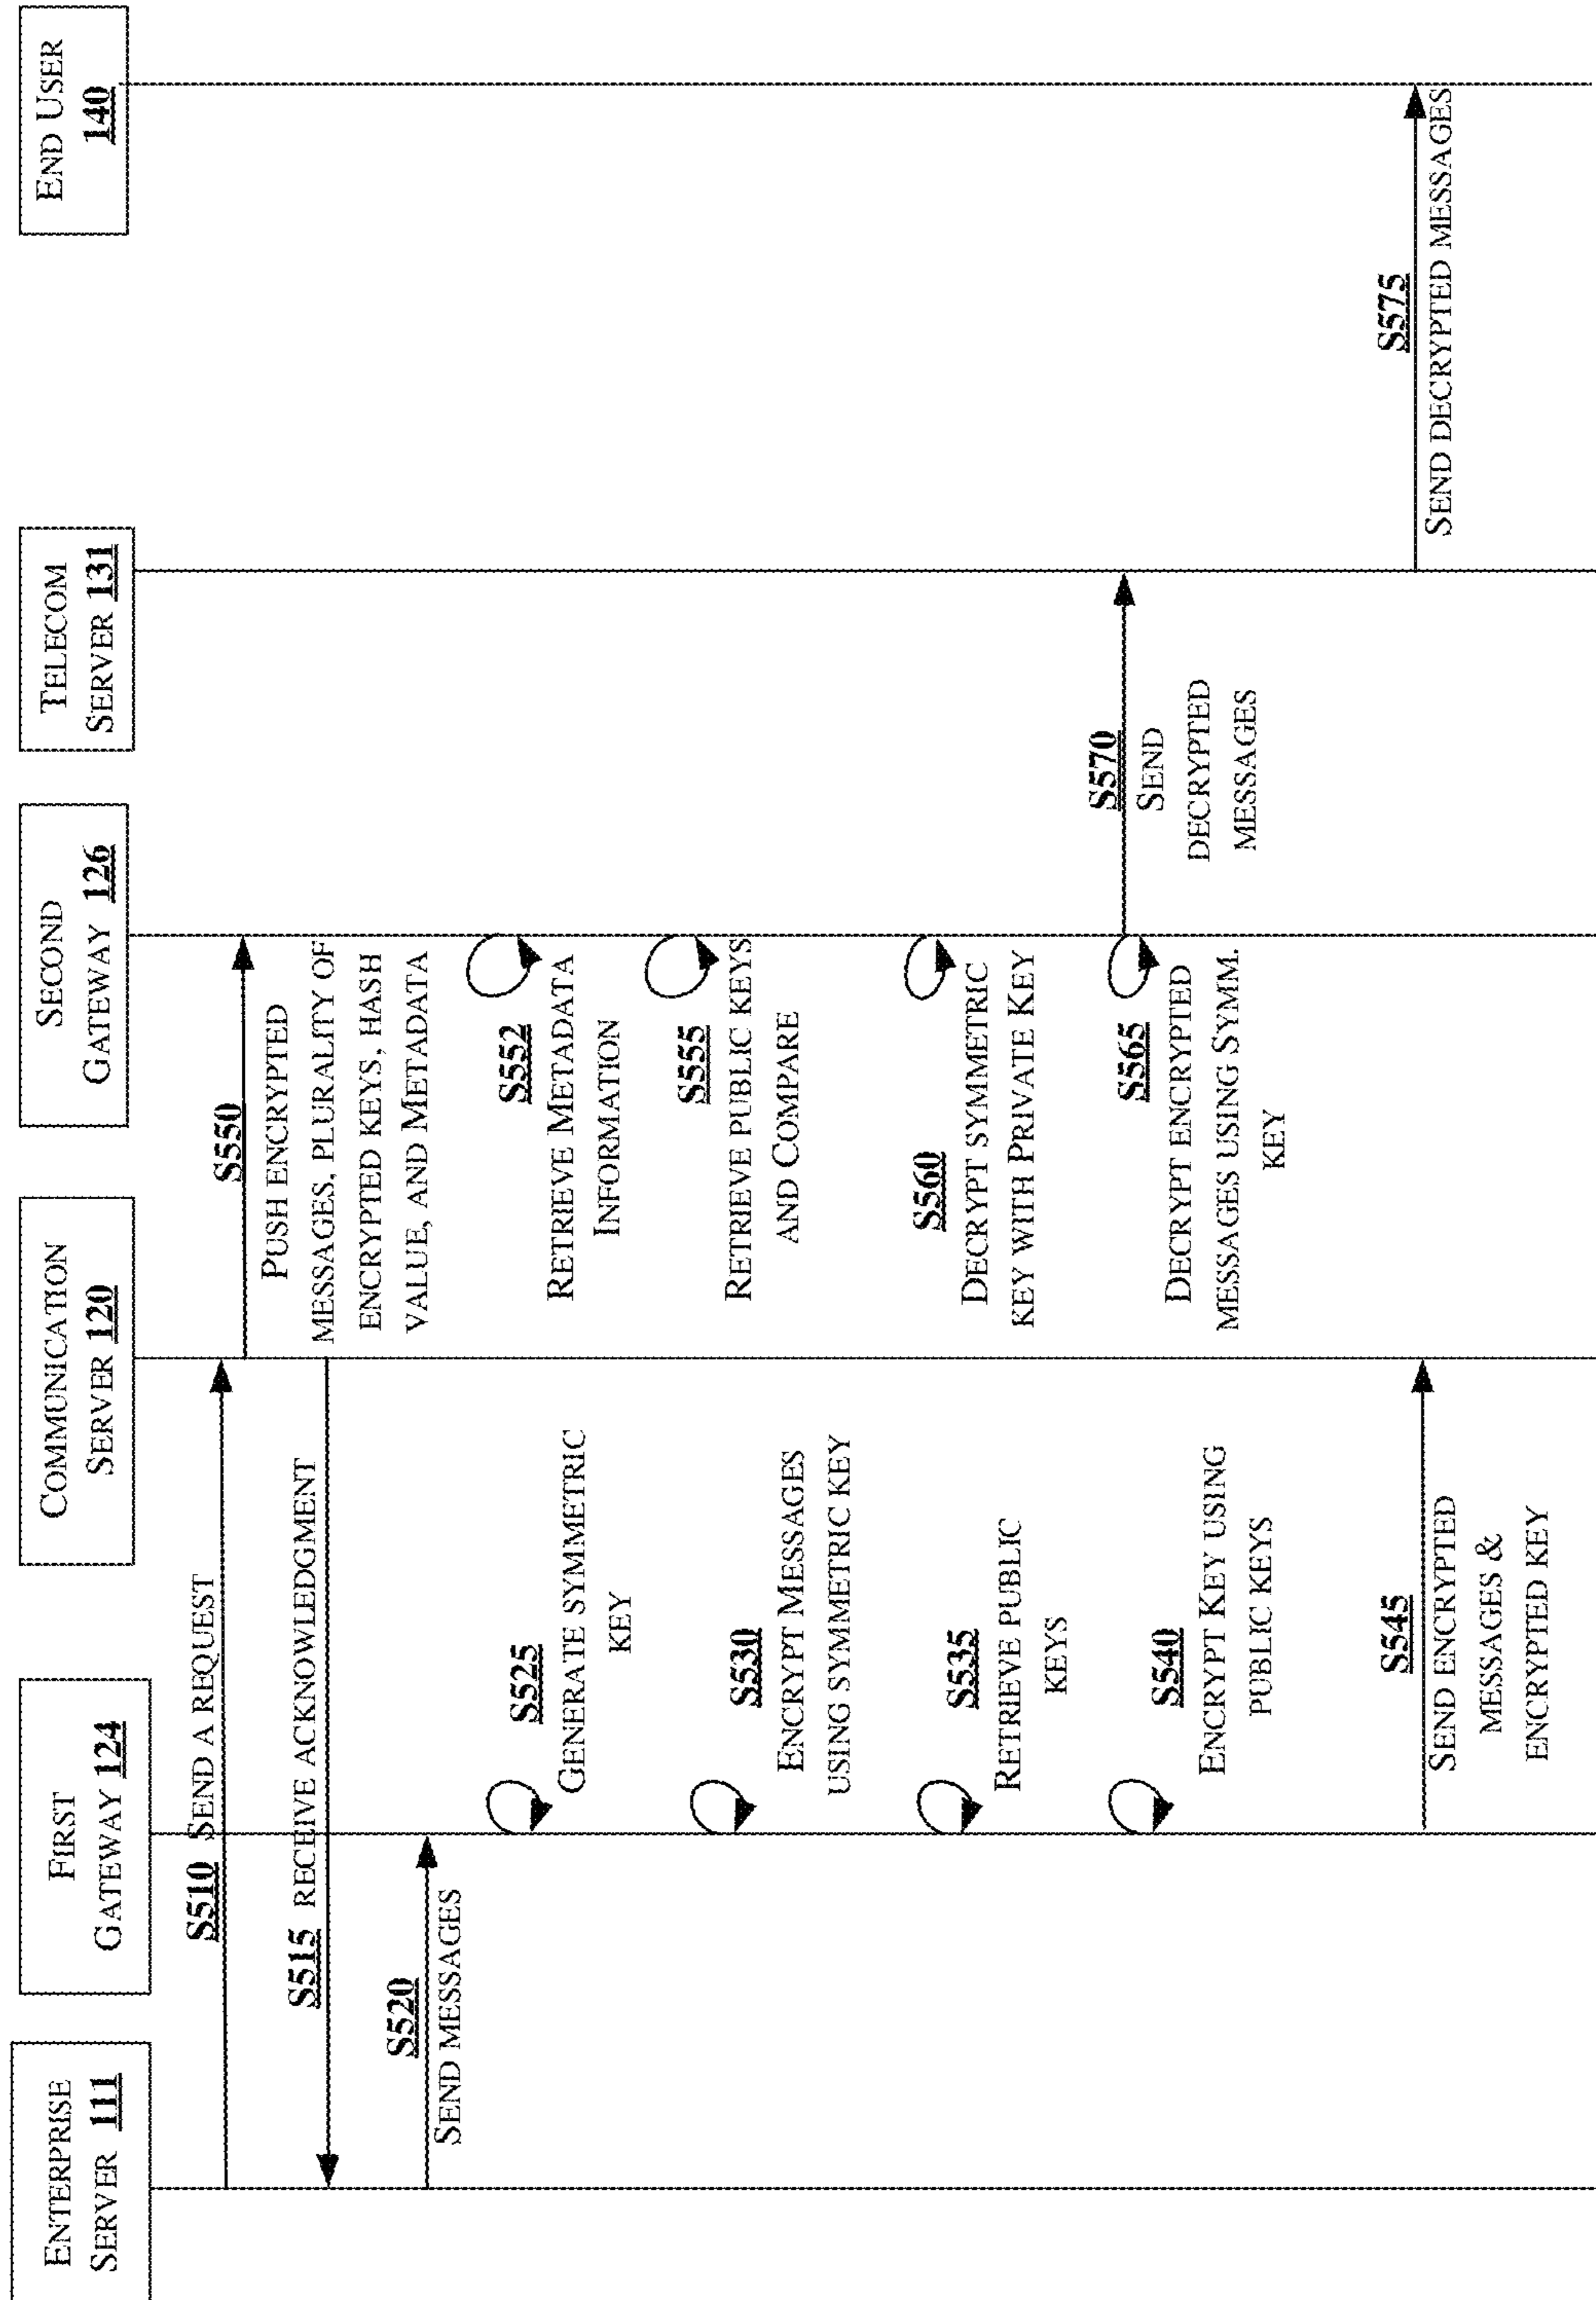 ENTERPRISE
SERVER 111
FIRST
GATEWAY 124
COMMUNICATION
SERVER 120
SECOND
GATEWAY 126
TELECOM
SERVER 131
END USER
140
S510 SEND A REQUEST
S515 RECEIVE ACKNOWLEDGMENT
S520
SEND MESSAGES
S525
GENERATE SYMMETRIC
KEY
S530
ENCRYPT MESSAGES
USING SYMMETRIC KEY
S535
RETRIEVE PUBLIC
KEYS
S540
ENCRYPT KEY USING
PUBLIC KEYS
S545
SEND ENCRYPTED
MESSAGES &
ENCRYPTED KEY
S550
PUSH ENCRYPTED
MESSAGES, PLURALITY OF
ENCRYPTED KEYS, HASH
VALUE, AND METADATA
S552
RETRIEVE METADATA
INFORMATION
S555
RETRIEVE PUBLIC KEYS
AND COMPARE
S560
DECRYPT SYMMETRIC
KEY WITH PRIVATE KEY
S565
DECRYPT ENCRYPTED
MESSAGES USING SYMM.
KEY
S570
SEND
DECRYPTED
MESSAGES
S575
SEND DECRYPTED MESSAGES